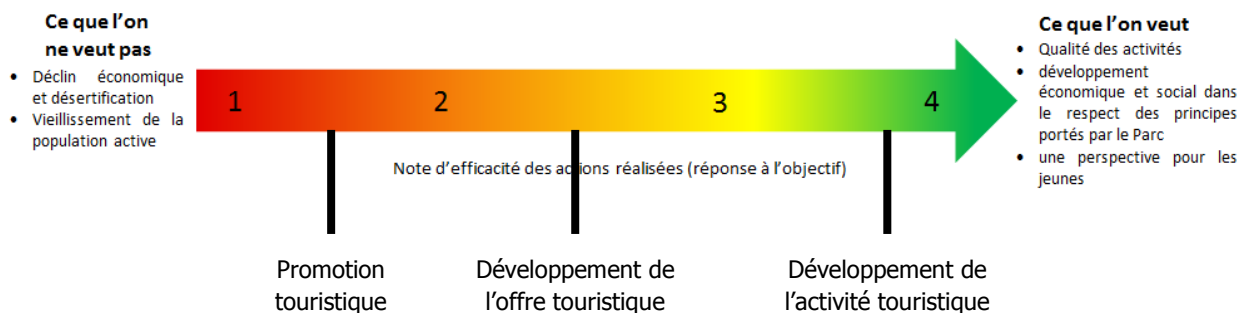 Ce que l'on
ne veut pas
• Déclin économique
et désertification
• Vieillissement de la
population active
1
2
3
4
Note d'efficacité des actions réalisées (réponse à l'objectif)
Ce que l'on veut
• Qualité des activités
• développement
économique et social dans
le respect des principes
portés par le Parc
• une perspective pour les
jeunes
Promotion
touristique
Développement de
l'offre touristique
Développement de
l'activité touristique